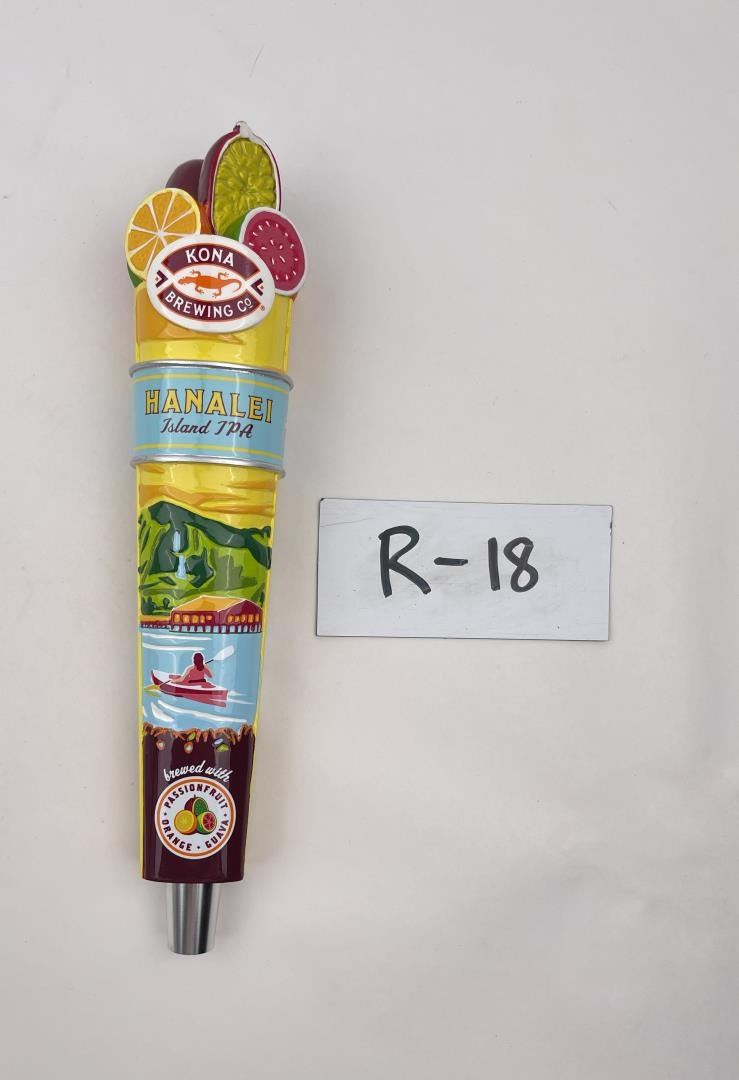 KONA
BREWING CO ®
HANALEI
Island IPA
R-18
brewed with
PASSIONFRUIT
ORANGE • GUAVA